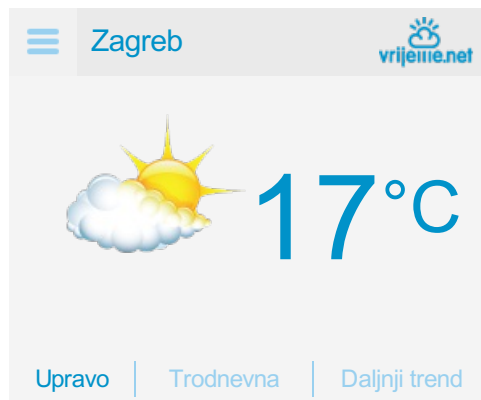 Zagreb
vrijeme.net
17°C
Upravo
Trodnevna
Daljnji trend